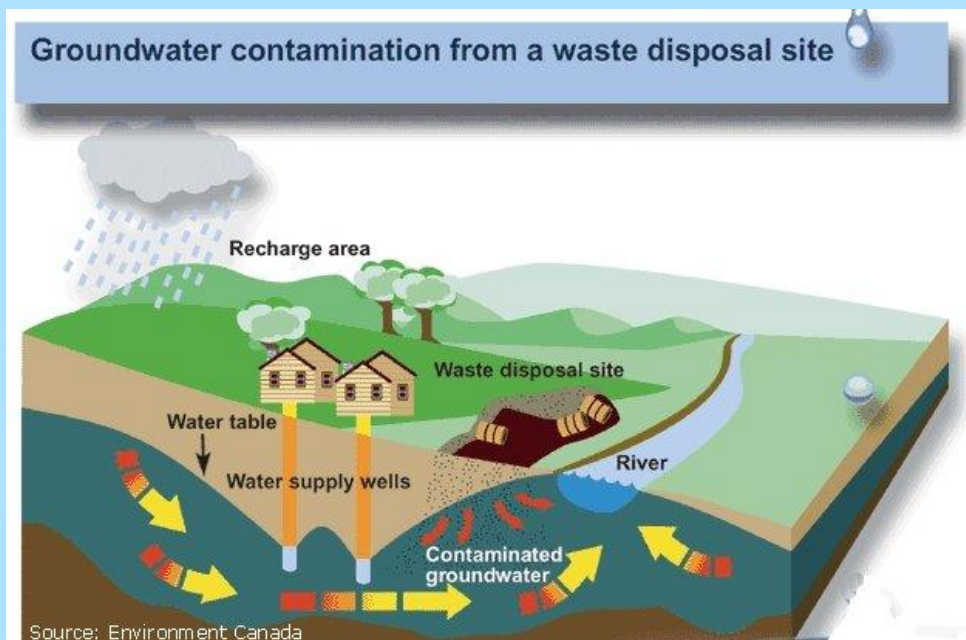 Groundwater contamination from a waste disposal site
Recharge area
Waste disposal site
Water table
River
Water supply wells
Contaminated
groundwater
Source: Environment Canada